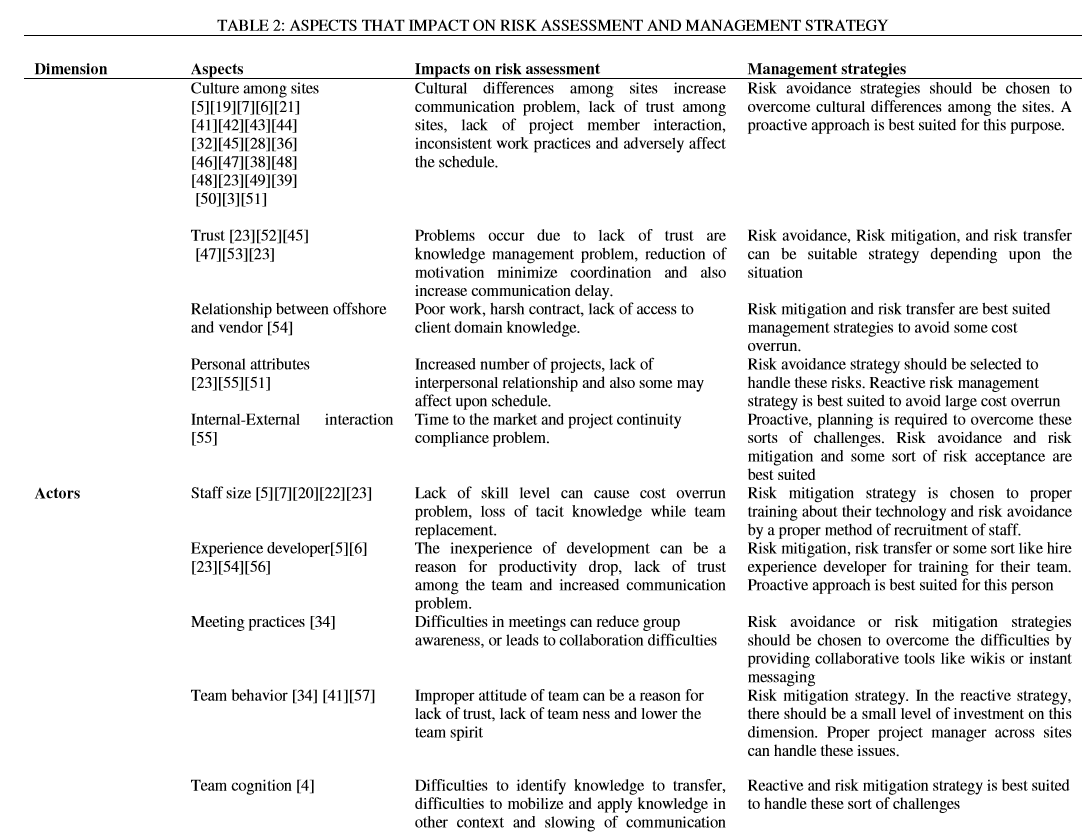 TABLE 2: ASPECTS THAT IMPACT ON RISK ASSESSMENT AND MANAGEMENT STRATEGY
Dimension Aspects Impacts on risk assessment Management strategies
Culture among sites
[5][19][7][6][21]
[41][42][43][44]
[32][45][28][36]
[46][47][38][48]
[48][23][49][39]
[50][3][51]
Cultural differences among sites increase
communication problem, lack of trust among
sites, lack of project member interaction,
inconsistent work practices and adversely affect
the schedule.
Risk avoidance strategies should be chosen to
overcome cultural differences among the sites. A
proactive approach is best suited for this purpose.
Trust [23][52][45]
[47][53][23]
Problems occur due to lack of trust are
knowledge management problem, reduction of
motivation minimize coordination and also
increase communication delay.
Risk avoidance, Risk mitigation, and risk transfer
can be suitable strategy depending upon the
situation
Relationship between offshore
and vendor [54]
Poor work, harsh contract, lack of access to
client domain knowledge.
Risk mitigation and risk transfer are best suited
management strategies to avoid some cost
overrun.
Personal attributes
[23][55][51]
Increased number of projects, lack of
interpersonal relationship and also some may
affect upon schedule.
Risk avoidance strategy should be selected to
handle these risks. Reactive risk management
strategy is best suited to avoid large cost overrun
Internal-External interaction
[55]
Time to the market and project continuity
compliance problem.
Proactive, planning is required to overcome these
sorts of challenges. Risk avoidance and risk
mitigation and some sort of risk acceptance are
best suited
Actors
Staff size [5][7][20][22][23]
Lack of skill level can cause cost overrun
problem, loss of tacit knowledge while team
replacement.
Risk mitigation strategy is chosen to proper
training about their technology and risk avoidance
by a proper method of recruitment of staff.
Experience developer[5][6]
[23][54][56]
The inexperience of development can be a
reason for productivity drop, lack of trust
among the team and increased communication
problem.
Risk mitigation, risk transfer or some sort like hire
experience developer for training for their team.
Proactive approach is best suited for this person
Meeting practices [34]
Difficulties in meetings can reduce group
awareness, or leads to collaboration difficulties
Risk avoidance or risk mitigation strategies
should be chosen to overcome the difficulties by
providing collaborative tools like wikis or instant
messaging
Team behavior [34] [41][57]
Improper attitude of team can be a reason for
lack of trust, lack of team ness and lower the
team spirit
Risk mitigation strategy. In the reactive strategy,
there should be a small level of investment on this
dimension. Proper project manager across sites
can handle these issues.
Team cognition [4]
Difficulties to identify knowledge to transfer,
difficulties to mobilize and apply knowledge in
other context and slowing of communication
Reactive and risk mitigation strategy is best suited
to handle these sort of challenges